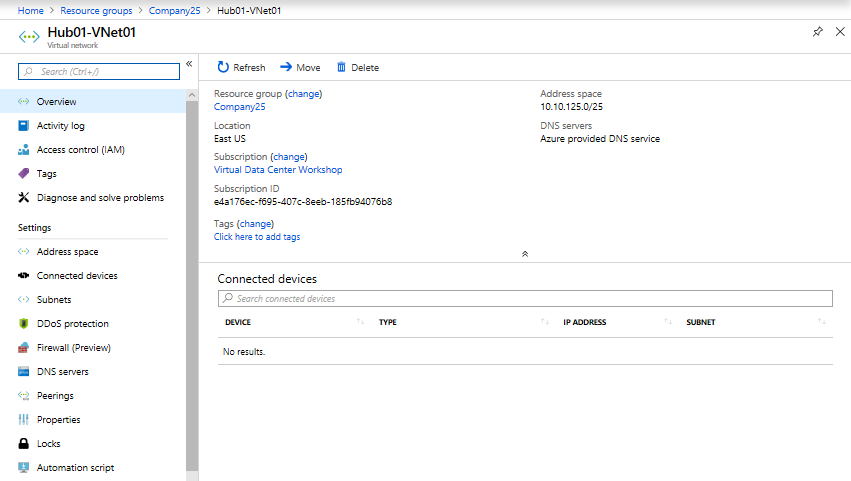 Home > Resource groups > Company25 > Hub01-VNet01
Hub01-VNet01
Virtual network
Search (Ctrl+/)
Overview
Activity log
Access control (IAM)
Tags
Diagnose and solve problems
Settings
Address space
Connected devices
Subnets
DDoS protection
Firewall (Preview)
DNS servers
Peerings
Properties
Locks
Automation script
Refresh Move Delete
Resource group (change)
Company25
Location
East US
Subscription (change)
Virtual Data Center Workshop
Subscription ID
e4a176ec-f695-407c-8eeb-185fb94076b8
Tags (change)
Click here to add tags
Address space
10.10.125.0/25
DNS servers
Azure provided DNS service
Connected devices
Search connected devices
DEVICE TYPE IP ADDRESS SUBNET
No results.